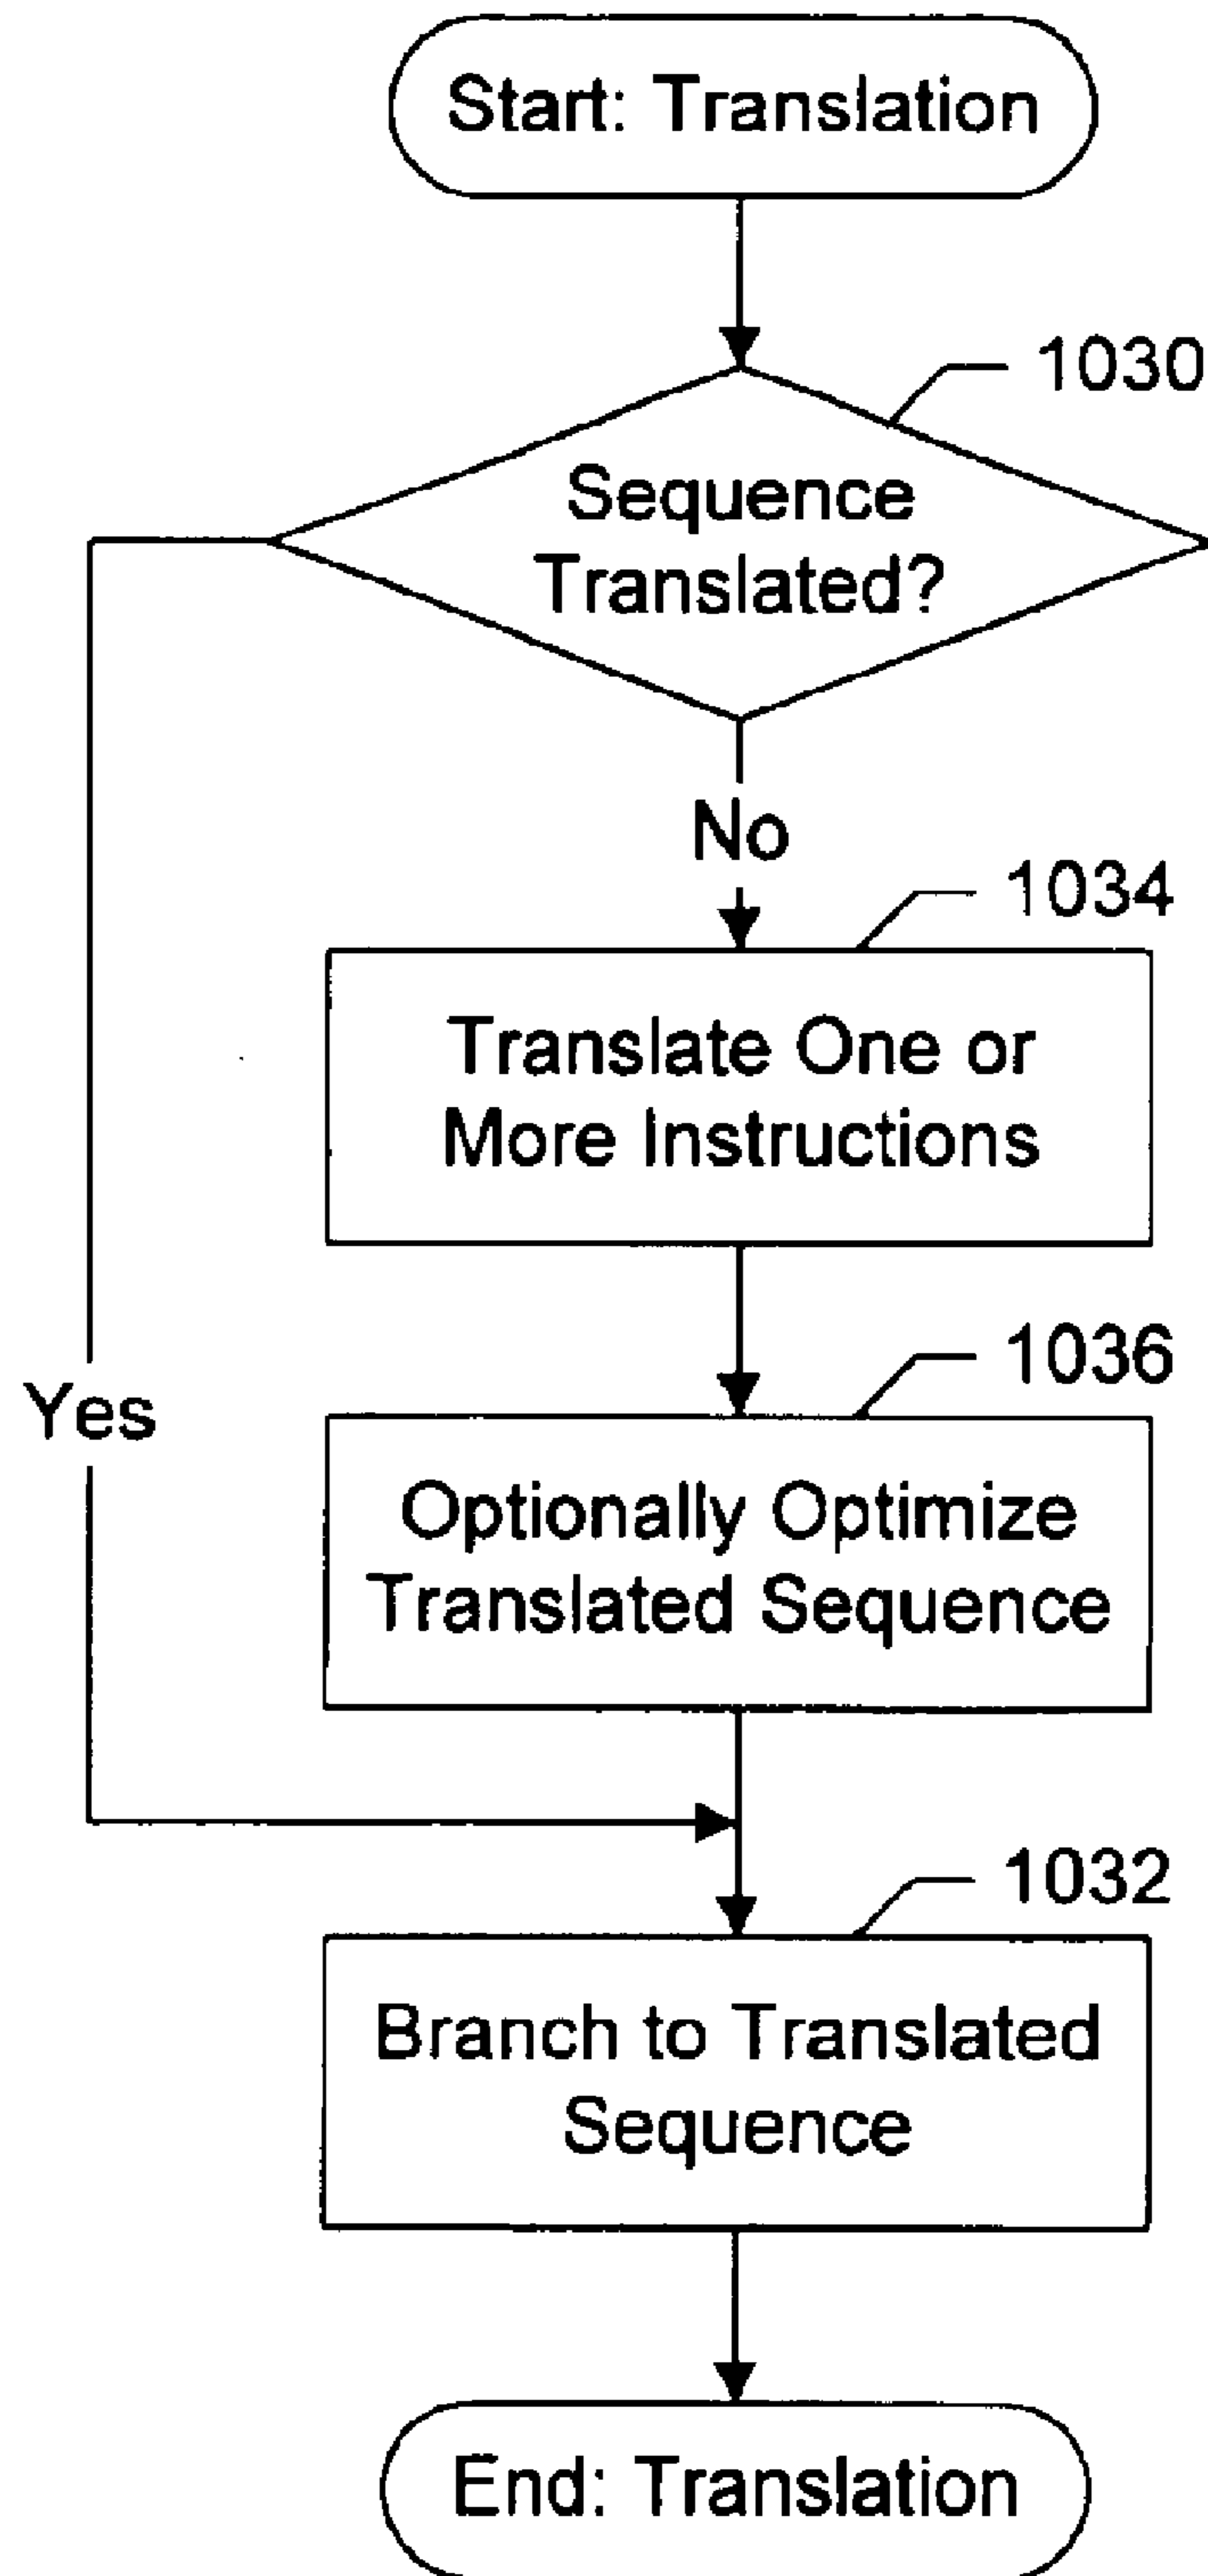 Start: Translation
1030
Sequence
Translated?
No
1034
Translate One or
More Instructions
1036
Yes
Optionally Optimize
Translated Sequence
1032
Branch to Translated
Sequence
End: Translation